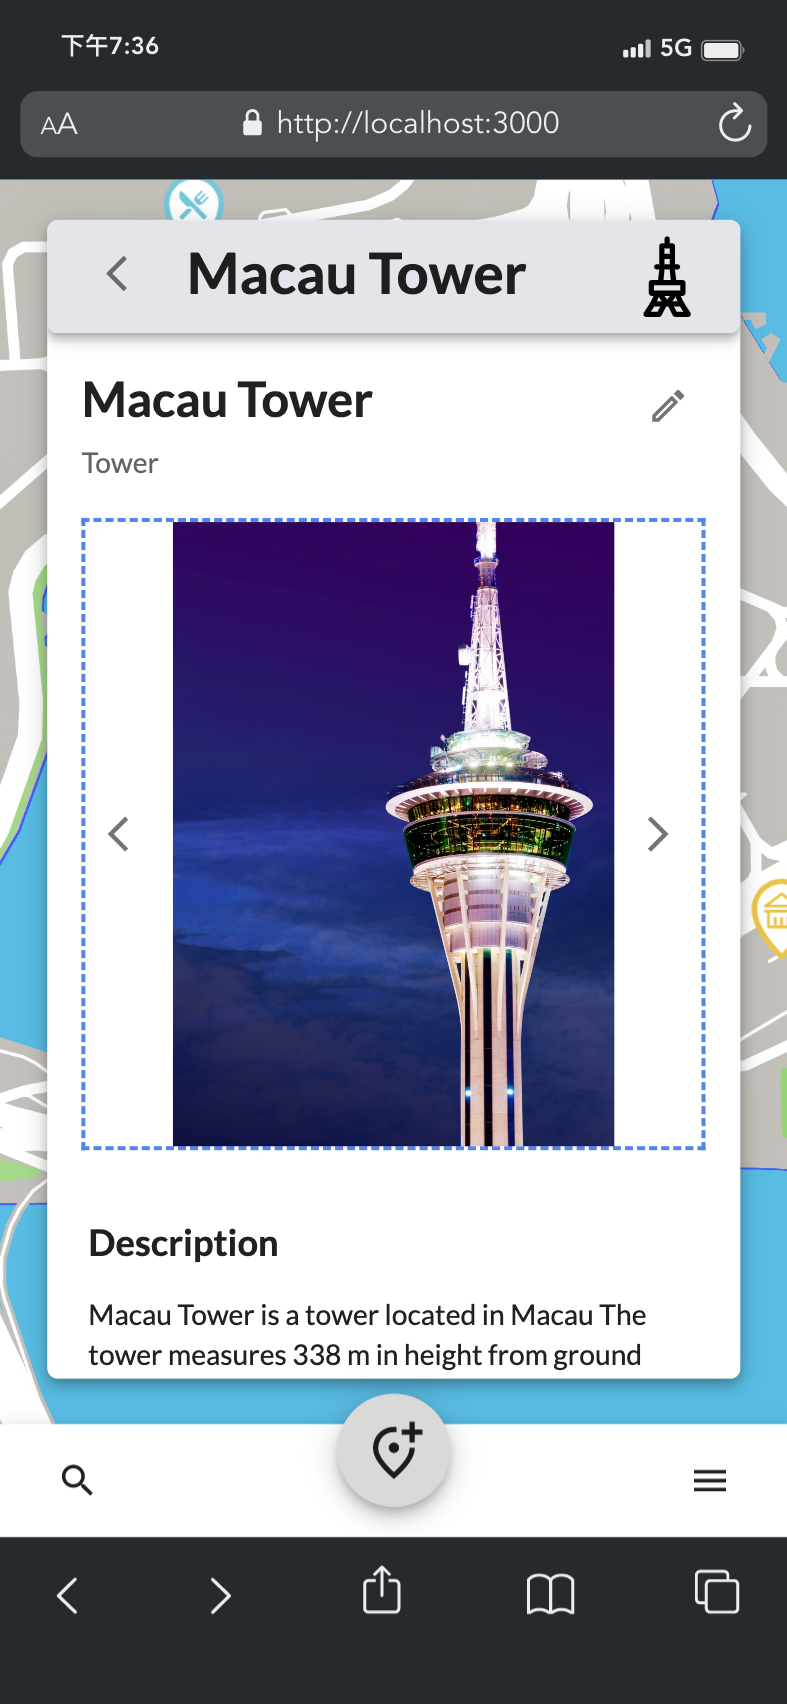 下午7:36
5G
AA
http://localhost:3000
Macau Tower
Macau Tower
Tower
Description
Macau Tower is a tower located in Macau The
tower measures 338 m in height from ground